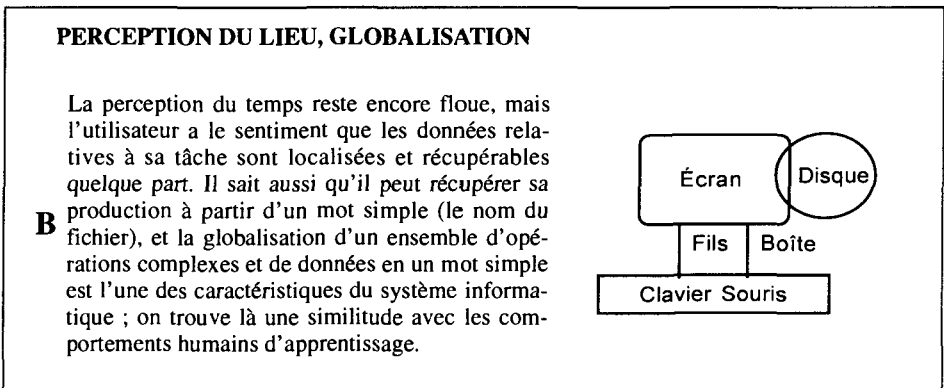 PERCEPTION DU LIEU, GLOBALISATION
La perception du temps reste encore floue, mais
l'utilisateur a le sentiment que les données rela-
tives à sa tâche sont localisées et récupérables
quelque part. Il sait aussi qu'il peut récupérer sa
B production à partir d'un mot simple (le nom du
fichier), et la globalisation d'un ensemble d'opé-
rations complexes et de données en un mot simple
est l'une des caractéristiques du système informa-
tique ; on trouve là une similitude avec les com-
portements humains d'apprentissage.
Écran Disque
Fils Boîte
Clavier Souris